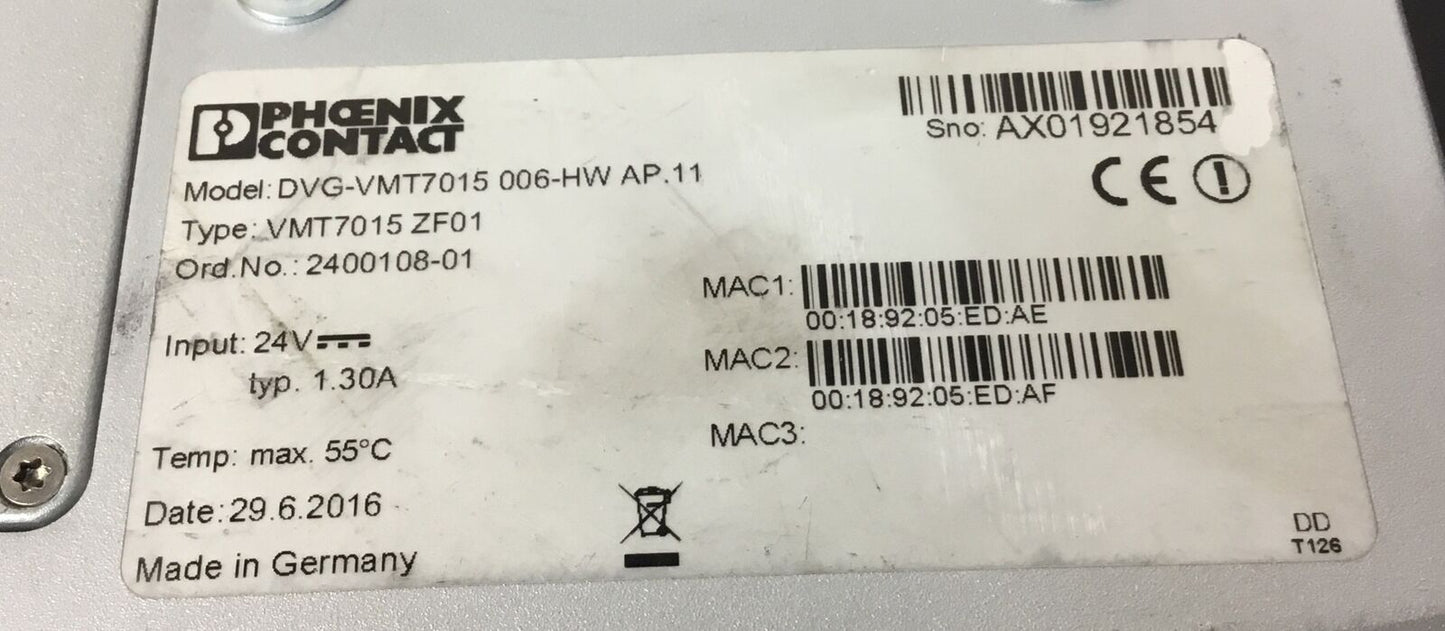 PHŒNIX
CONTACT
Sno: AX01921854
Model: DVG-VMT7015 006-HW AP.11
Type: VMT7015 ZF01
Ord.No.: 2400108-01
Input: 24V
typ. 1.30A
Temp: max. 55°C
Date: 29.6.2016
Made in Germany
CE
MAC1:
00:18:92:05:ED:AE
MAC2:
00:18:92:05:ED:AF
MAC3:
DD
T126